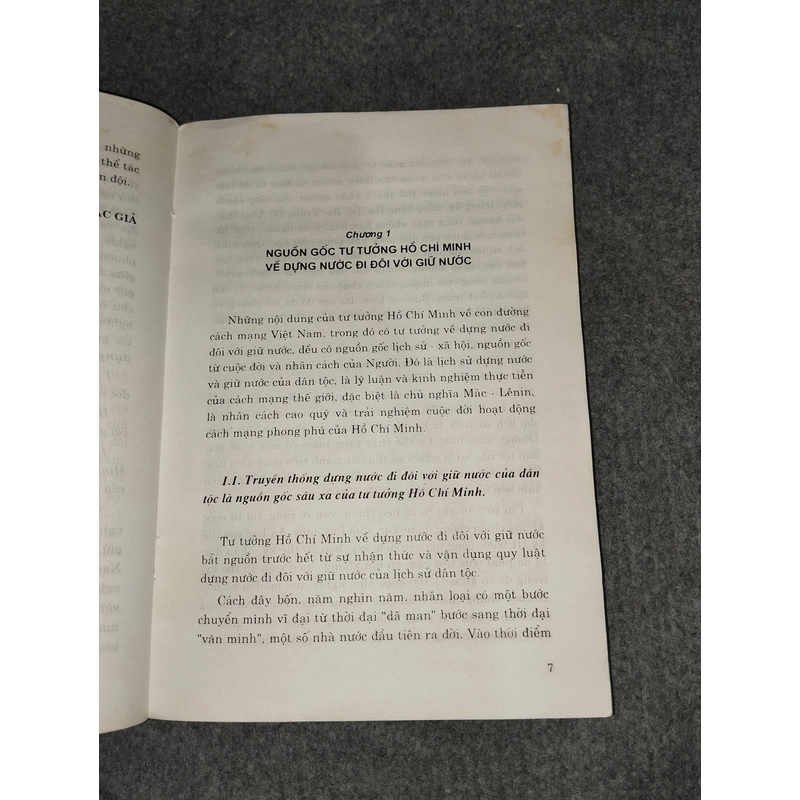 những
thể tác
n đội.
ÁC GIẢ
Chương 1
NGUỒN GỐC TƯ TƯỞNG HỒ CHÍ MINH
VỀ DỰNG NƯỚC ĐI ĐÔI VỚI GIỮ NƯỚC
Những nội dung của tư tưởng Hồ Chí Minh về con đường
cách mạng Việt Nam, trong đó có tư tưởng về dựng nước đi
đôi với giữ nước, đều có nguồn gốc lịch sử - xã hội, nguồn gốc
từ cuộc đời và nhân cách của Người. Đó là lịch sử dựng nước
và giữ nước của dân tộc, là lý luận và kinh nghiệm thực tiễn
của cách mạng thế giới, đặc biệt là chủ nghĩa Mác - Lênin,
là nhân cách cao quý và trải nghiệm cuộc đời hoạt động
cách mạng phong phú của Hồ Chí Minh.
1.1. Truyền thống dựng nước đi đôi với giữ nước của dân
tộc là nguồn gốc sâu xa của tư tưởng Hồ Chí Minh.
Tư tưởng Hồ Chí Minh về dựng nước đi đôi với giữ nước
bắt nguồn trước hết từ sự nhận thức và vận dụng quy luật
dựng nước đi đôi với giữ nước của lịch sử dân tộc.
Cách đây bốn, năm nghìn năm, nhân loại có một bước
chuyển mình vĩ đại từ thời đại "dã man" bước sang thời đại
"văn minh", một số nhà nước đầu tiên ra đời. Vào thời điểm
7